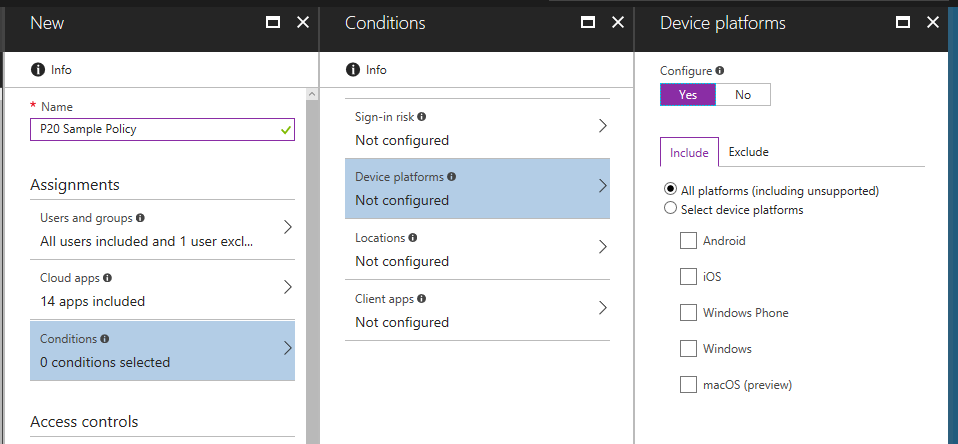 New
Info
* Name
P20 Sample Policy
Assignments
Users and groups
All users included and 1 user excl...
Cloud apps
14 apps included
Conditions
0 conditions selected
Access controls
Conditions
Info
Sign-in risk
Not configured
Device platforms
Not configured
Locations
Not configured
Client apps
Not configured
Device platforms
Configure
Yes No
Include Exclude
All platforms (including unsupported)
Select device platforms
Android
iOS
Windows Phone
Windows
macOS (preview)